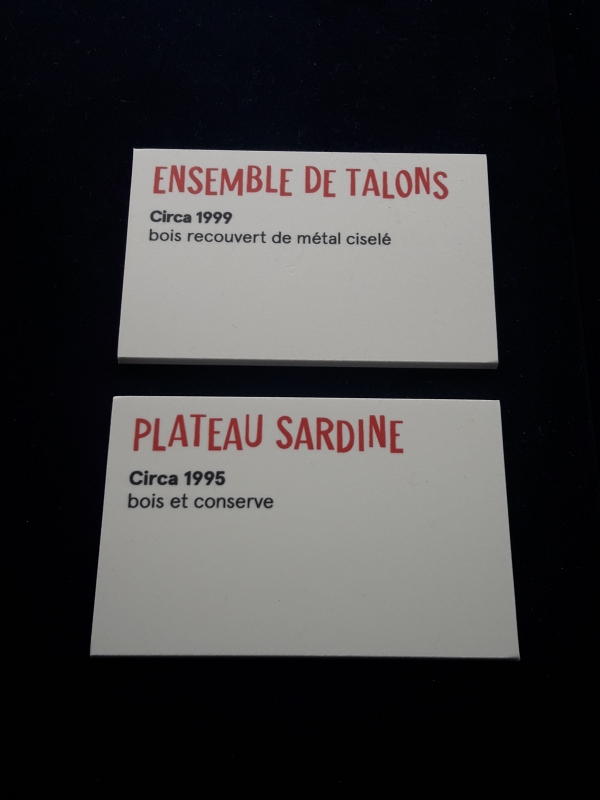 ENSEMBLE DE TALONS
Circa 1999
bois recouvert de métal ciselé
PLATEAU SARDINE
Circa 1995
bois et conserve